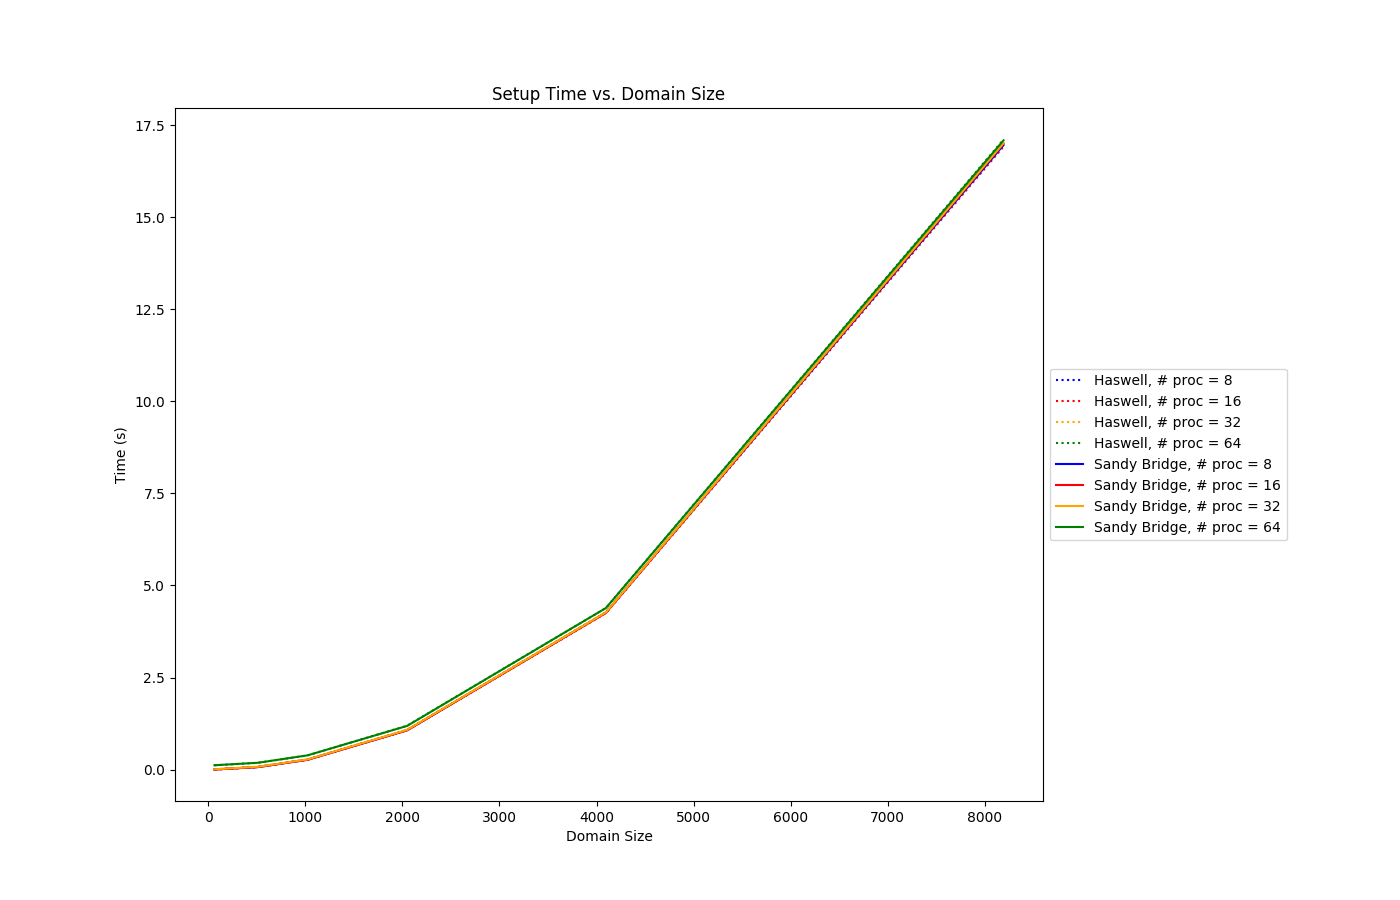 Setup Time vs. Domain Size
17.5
15.0
12.5
10.0
7.5
5.0
2.5
0.0
Time (s)
0 1000 2000 3000 4000 5000 6000 7000 8000
Domain Size
Haswell, # proc = 8
Haswell, # proc = 16
Haswell, # proc = 32
Haswell, # proc = 64
Sandy Bridge, # proc = 8
Sandy Bridge, # proc = 16
Sandy Bridge, # proc = 32
Sandy Bridge, # proc = 64